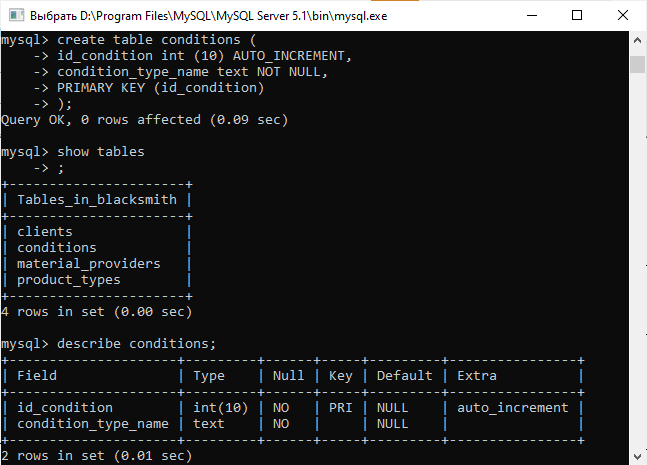 Выбрать D:\Program Files\MySQL\MySQL Server 5.1\bin\mysql.exe
mysql> create table conditions (
    -> id_condition int (10) AUTO_INCREMENT,
    -> condition_type_name text NOT NULL,
    -> PRIMARY KEY (id_condition)
    -> );
Query OK, 0 rows affected (0.09 sec)
mysql> show tables
    -> ;
+----------------------+
| Tables_in_blacksmith |
+----------------------+
| clients              |
| conditions           |
| material_providers   |
| product_types        |
+----------------------+
4 rows in set (0.00 sec)
mysql> describe conditions;
+---------------------+---------+------+-----+---------+----------------+
| Field               | Type    | Null | Key | Default | Extra          |
+---------------------+---------+------+-----+---------+----------------+
| id_condition        | int(10) | NO   | PRI | NULL    | auto_increment |
| condition_type_name | text    | NO   |     | NULL    |                |
+---------------------+---------+------+-----+---------+----------------+
2 rows in set (0.01 sec)